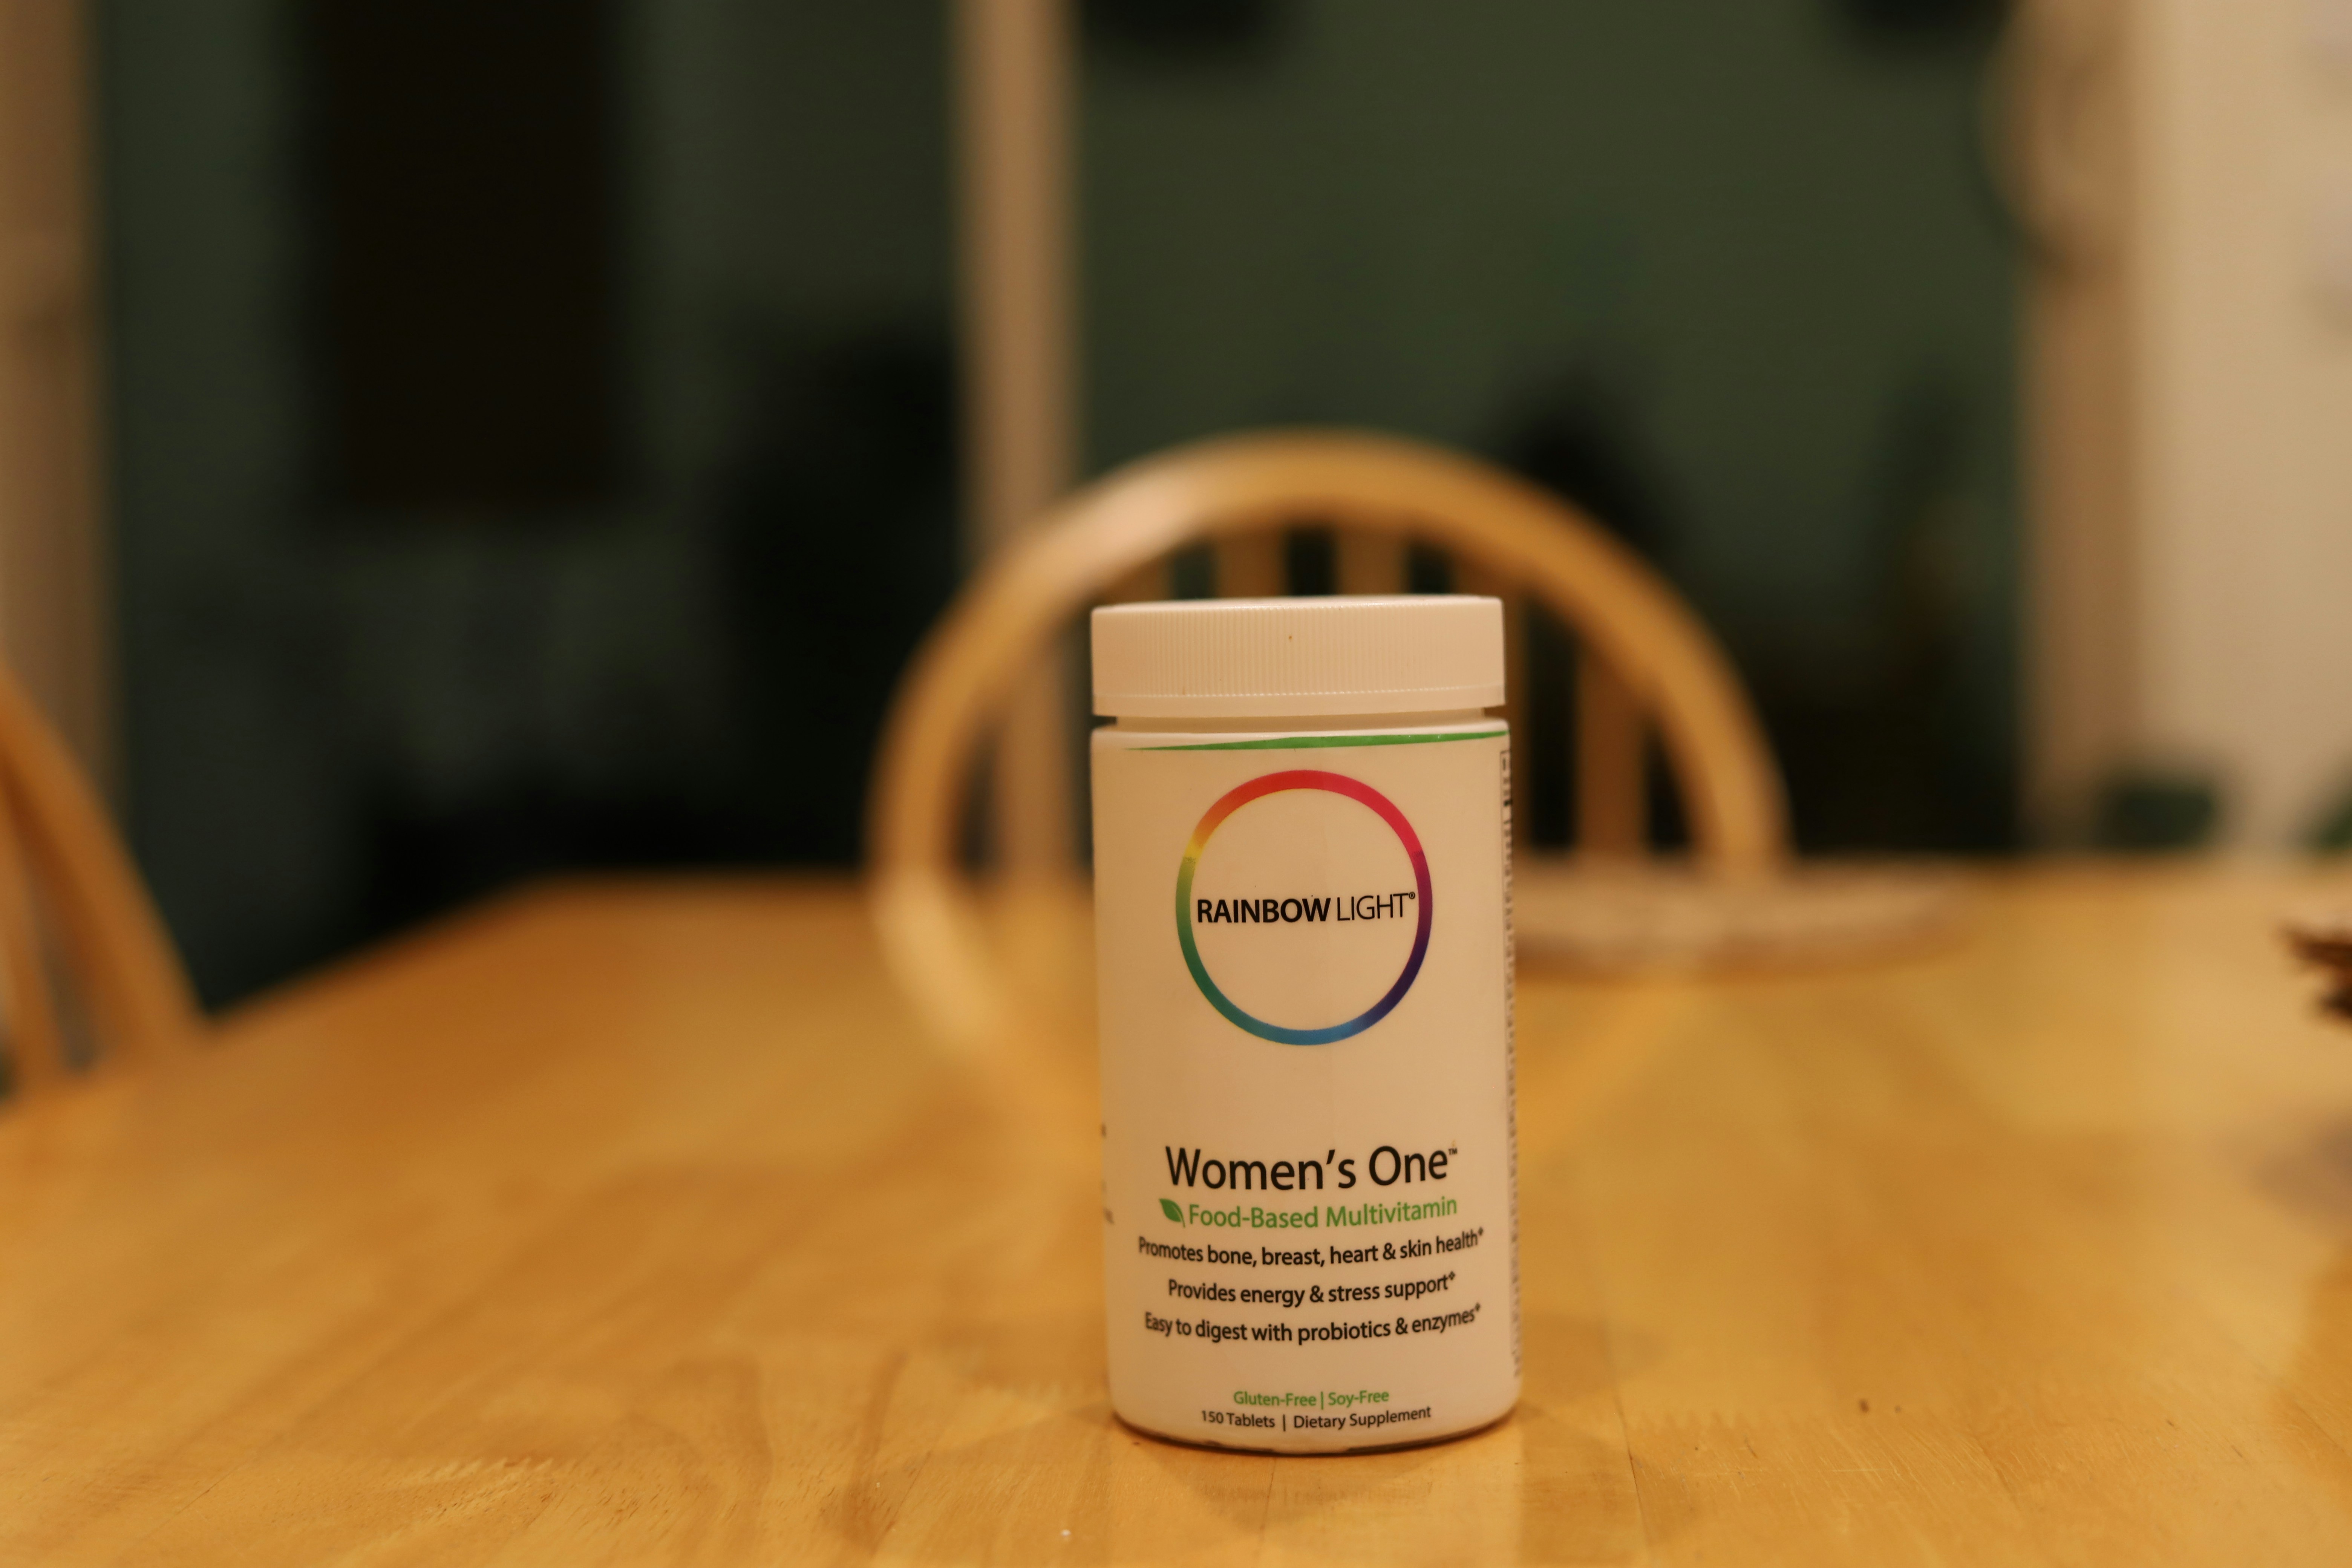 RAINBOW LIGHT®
Women's One™
Food-Based Multivitamin
Promotes bone, breast, heart & skin health❖
Provides energy & stress support❖
Easy to digest with probiotics & enzymes❖
Gluten-Free | Soy-Free
150 Tablets | Dietary Supplement